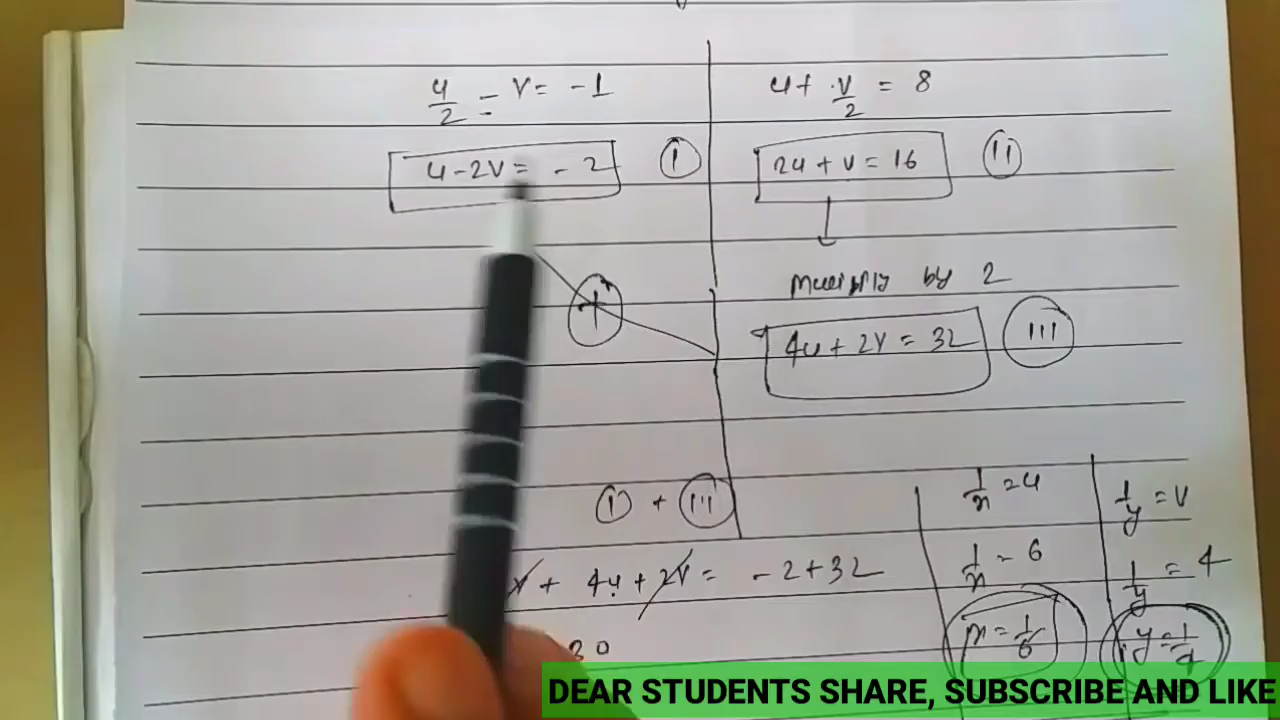 u/2 - v = -1
u - 2v = - 2 I
u + v/2 = 8
2u + v = 16 II
multiply by 2
4u + 2v = 32 III
+
I + III
+ 4u + 2v = - 2 + 32
30
1/x = u
1/x = 6
x = 1/6
1/y = v
1/y = 4
y = 1/4
DEAR STUDENTS SHARE, SUBSCRIBE AND LIKE